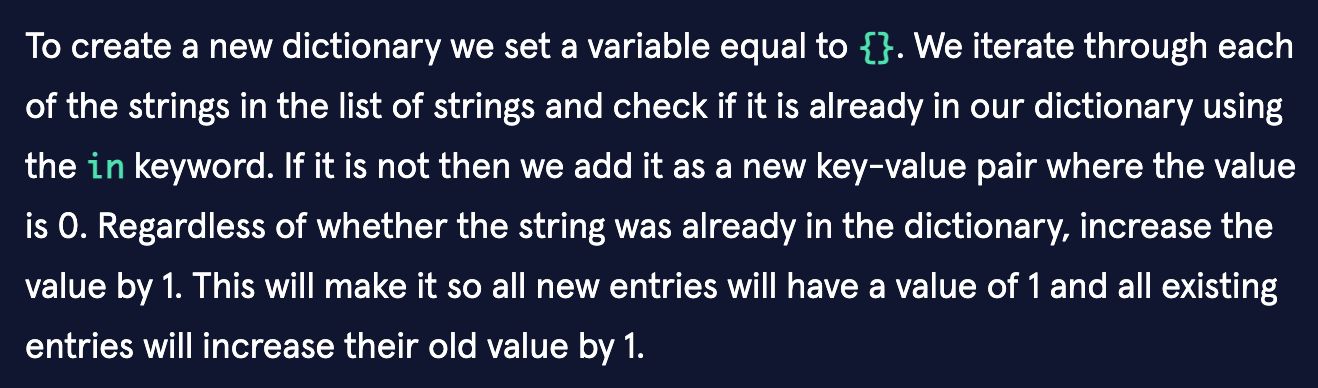 To create a new dictionary we set a variable equal to {}. We iterate through each
of the strings in the list of strings and check if it is already in our dictionary using
the in keyword. If it is not then we add it as a new key-value pair where the value
is 0. Regardless of whether the string was already in the dictionary, increase the
value by 1. This will make it so all new entries will have a value of 1 and all existing
entries will increase their old value by 1.